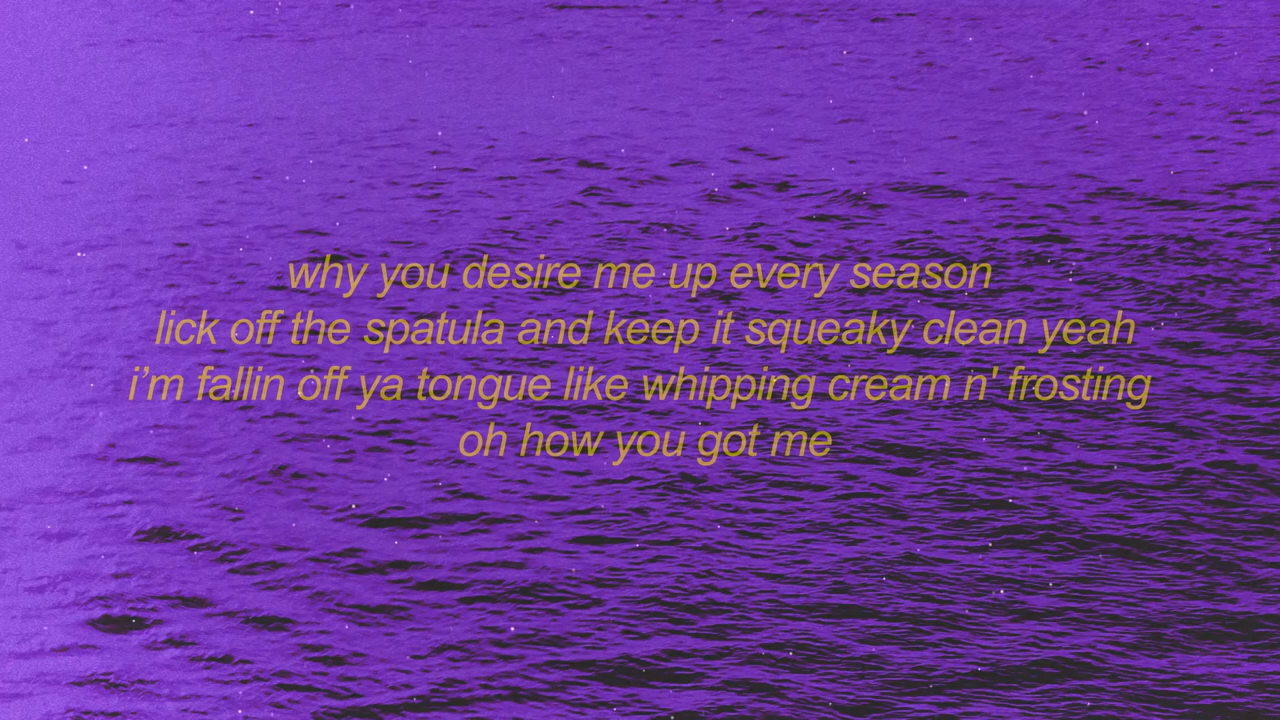 why you desire me up every season
lick off the spatula and keep it squeaky clean yeah
i’m fallin off ya tongue like whipping cream n' frosting
oh how you got me